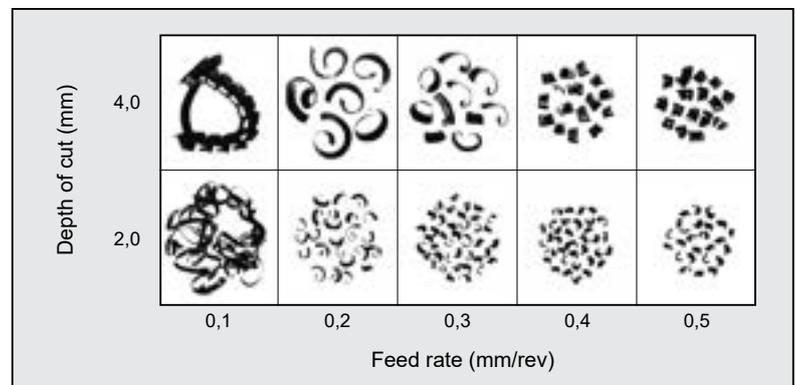 Depth of cut (mm)
4,0
2,0
0,1 0,2 0,3 0,4 0,5
Feed rate (mm/rev)